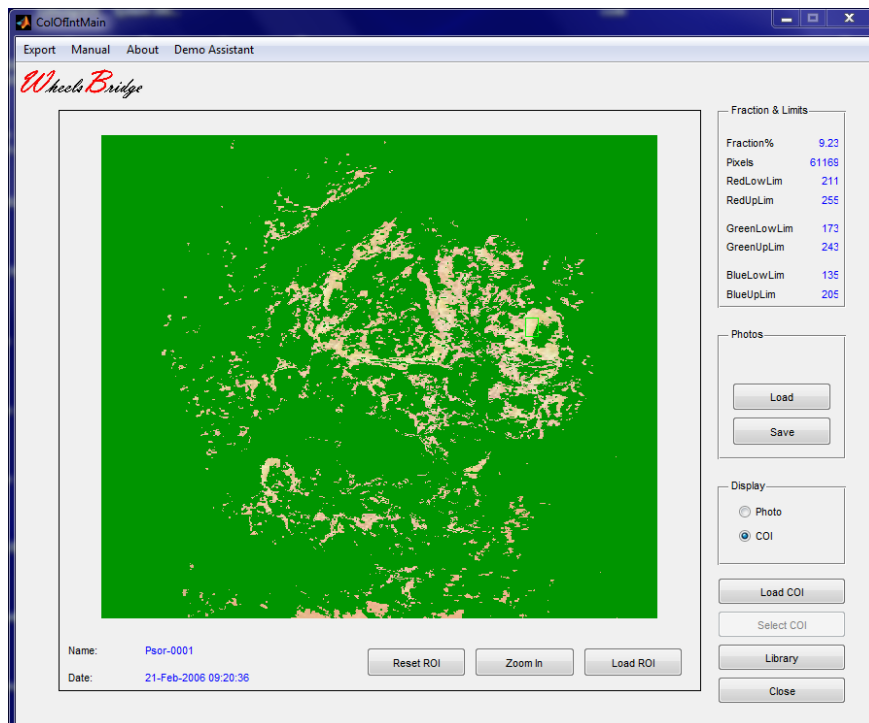 ColOfIntMain
Export Manual About Demo Assistant
WheelsBridge
Fraction & Limits
Fraction% 9.23
Pixels 61169
RedLowLim 211
RedUpLim 255
GreenLowLim 173
GreenUpLim 243
BlueLowLim 135
BlueUpLim 205
Photos
Load
Save
Display
Photo
COI
Load COI
Select COI
Library
Close
Name: Psor-0001
Date: 21-Feb-2006 09:20:36
Reset ROI Zoom In Load ROI